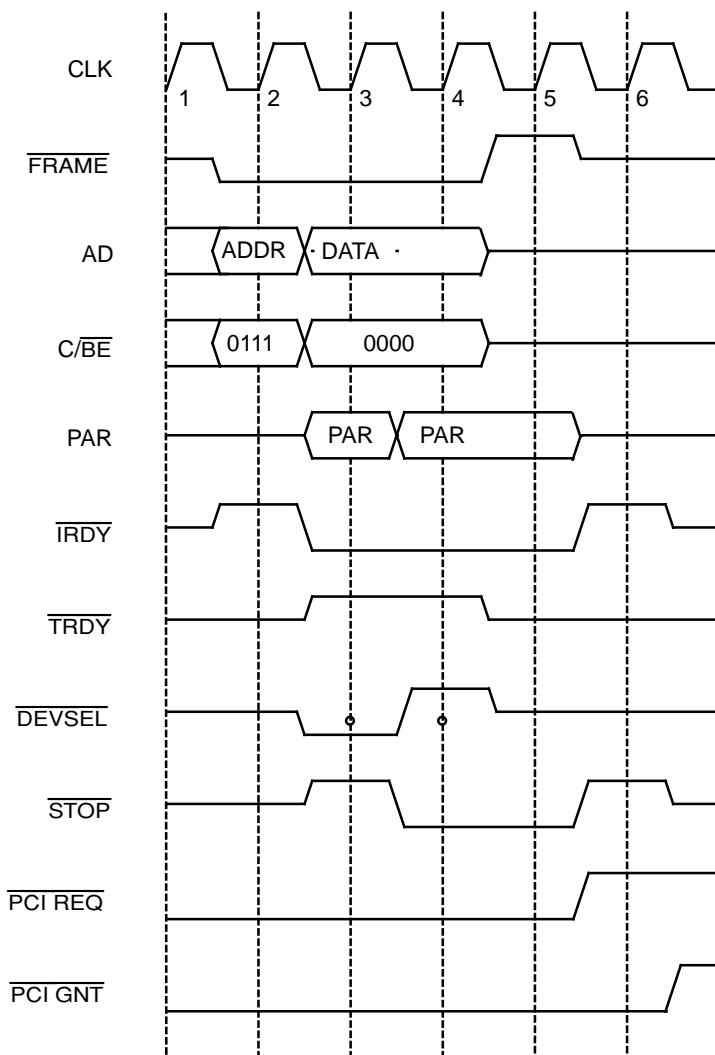 CLK
1 2 3 4 5 6
FRAME
AD ADDR DATA
C/BE 0111 0000
PAR PAR PAR
IRDY
TRDY
DEVSEL
STOP
PCI REQ
PCI GNT